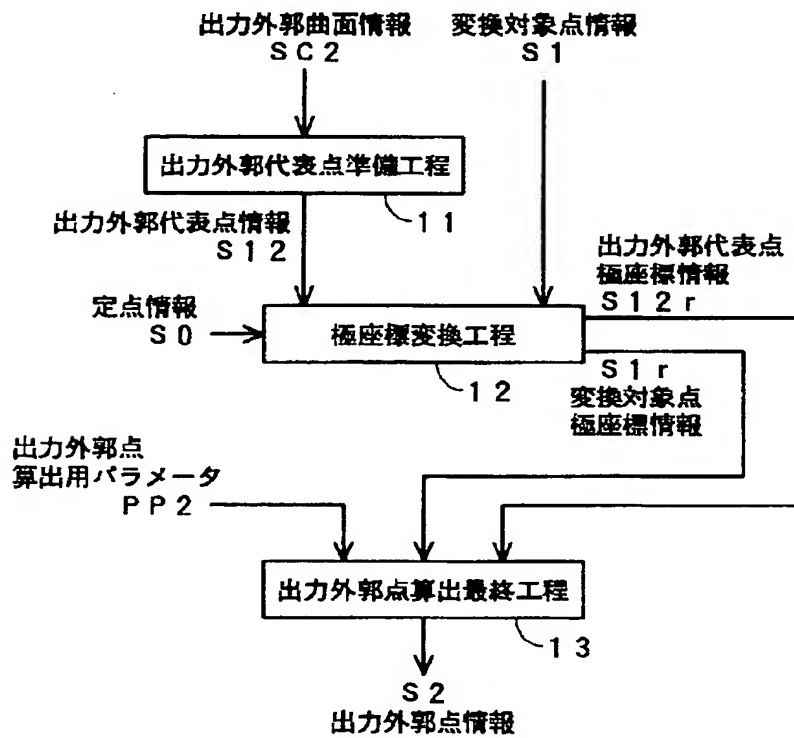 出力外郭曲面情報
SC2
変換対象点情報
S1
出力外郭代表点準備工程
11
出力外郭代表点情報
S12
出力外郭代表点
極座標情報
S12r
定点情報
S0
極座標変換工程
12
S1r
変換対象点
極座標情報
出力外郭点
算出用パラメータ
PP2
出力外郭点算出最終工程
13
S2
出力外郭点情報